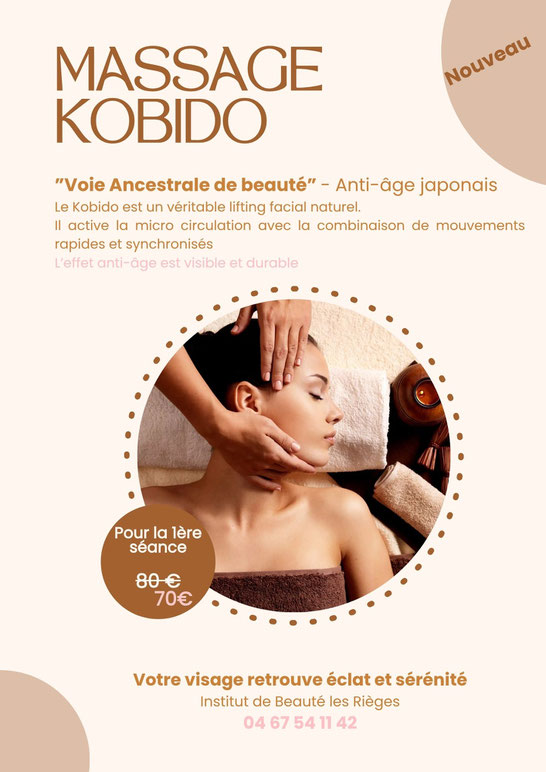 Nouveau
MASSAGE
KOBIDO
”Voie Ancestrale de beauté” - Anti-âge japonais
Le Kobido est un véritable lifting facial naturel.
Il active la micro circulation avec la combinaison de mouvements
rapides et synchronisés
L’effet anti-âge est visible et durable
Pour la 1ère
séance
80 €
70€
Votre visage retrouve éclat et sérénité
Institut de Beauté les Rièges
04 67 54 11 42